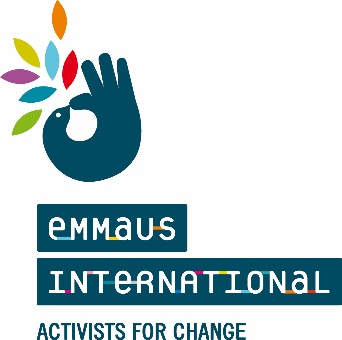 eMMaUS
INTeRNATIONaL
ACTIVISTS FOR CHANGE